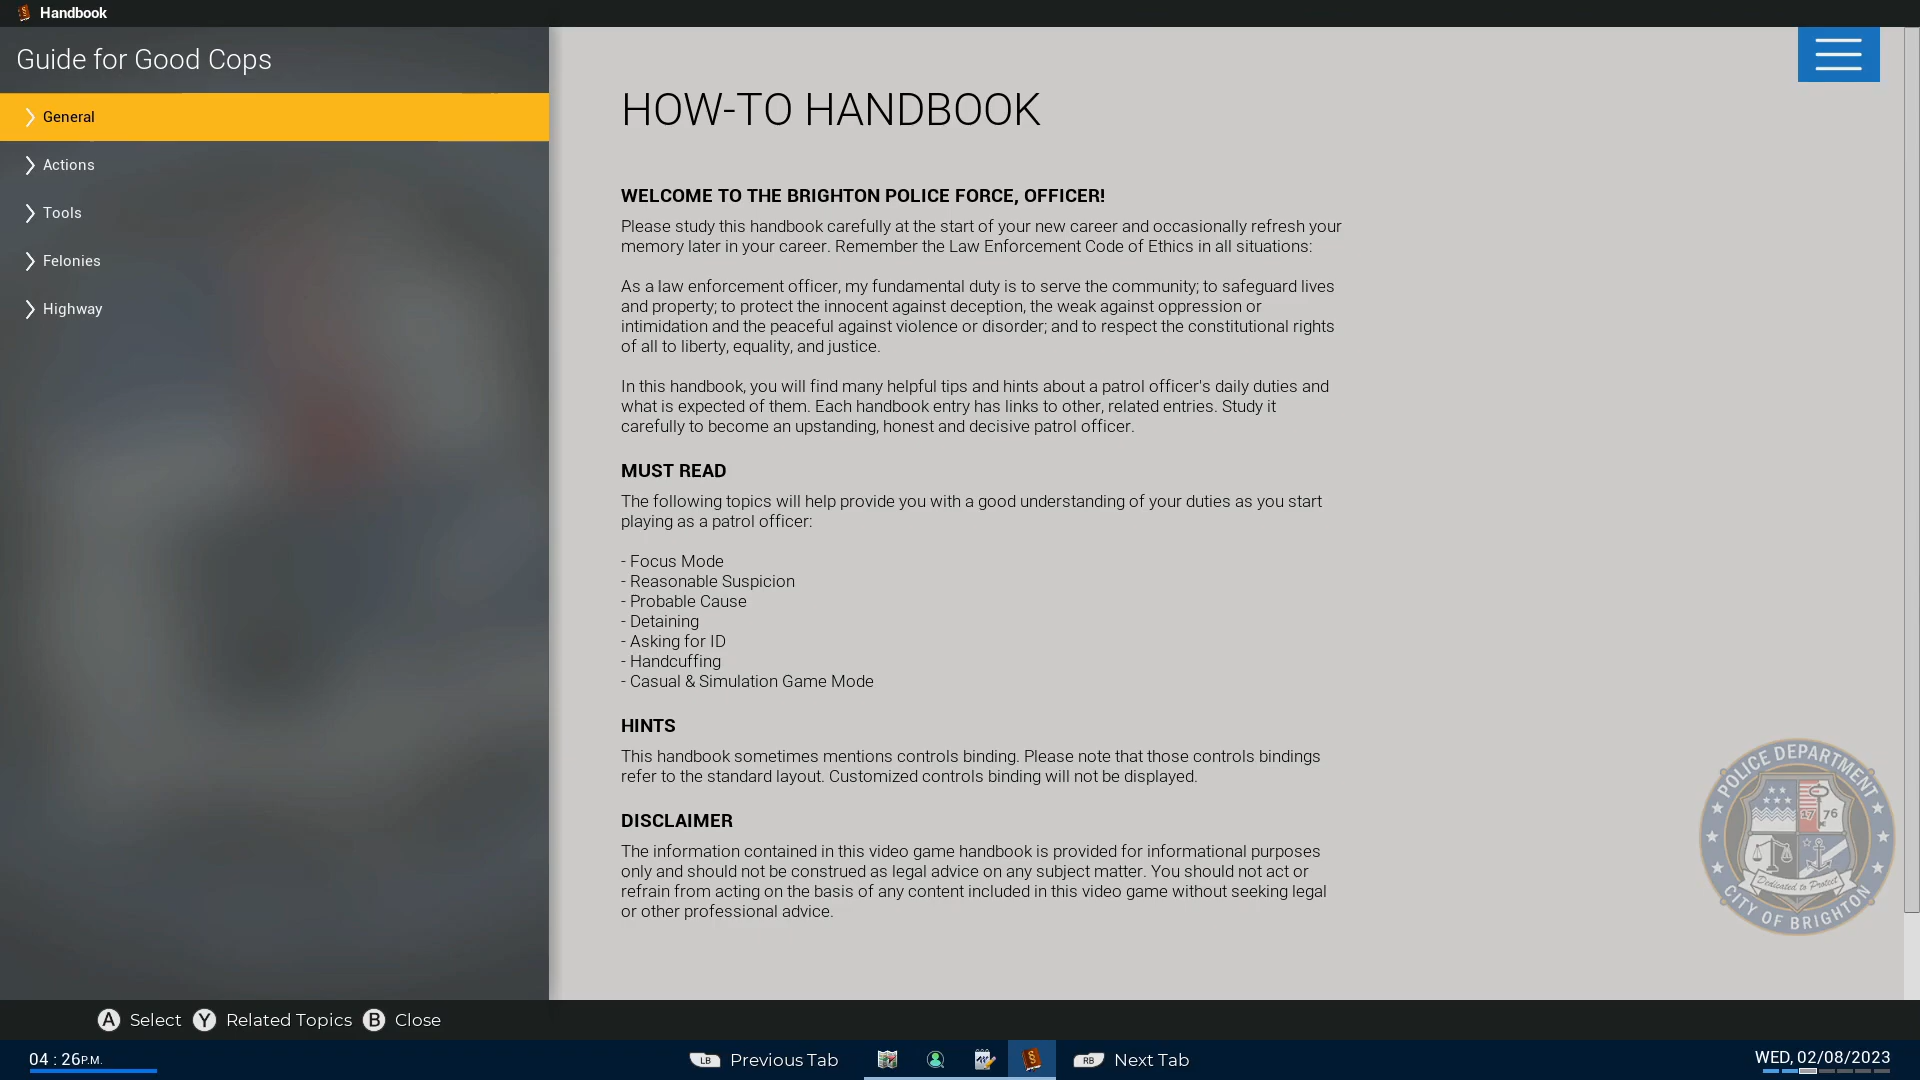 Handbook
Guide for Good Cops
General
Actions
Tools
Felonies
Highway
HOW-TO HANDBOOK
WELCOME TO THE BRIGHTON POLICE FORCE, OFFICER!
Please study this handbook carefully at the start of your new career and occasionally refresh your
memory later in your career. Remember the Law Enforcement Code of Ethics in all situations:
As a law enforcement officer, my fundamental duty is to serve the community; to safeguard lives
and property; to protect the innocent against deception, the weak against oppression or
intimidation and the peaceful against violence or disorder; and to respect the constitutional rights
of all to liberty, equality, and justice.
In this handbook, you will find many helpful tips and hints about a patrol officer's daily duties and
what is expected of them. Each handbook entry has links to other, related entries. Study it
carefully to become an upstanding, honest and decisive patrol officer.
MUST READ
The following topics will help provide you with a good understanding of your duties as you start
playing as a patrol officer:
- Focus Mode
- Reasonable Suspicion
- Probable Cause
- Detaining
- Asking for ID
- Handcuffing
- Casual & Simulation Game Mode
HINTS
This handbook sometimes mentions controls binding. Please note that those controls bindings
refer to the standard layout. Customized controls binding will not be displayed.
DISCLAIMER
The information contained in this video game handbook is provided for informational purposes
only and should not be construed as legal advice on any subject matter. You should not act or
refrain from acting on the basis of any content included in this video game without seeking legal
or other professional advice.
POLICE DEPARTMENT
17 76
Dedicated to Protect
CITY OF BRIGHTON
A Select Y Related Topics B Close
04 : 26 P.M.
LB Previous Tab
RB Next Tab
WED, 02/08/2023